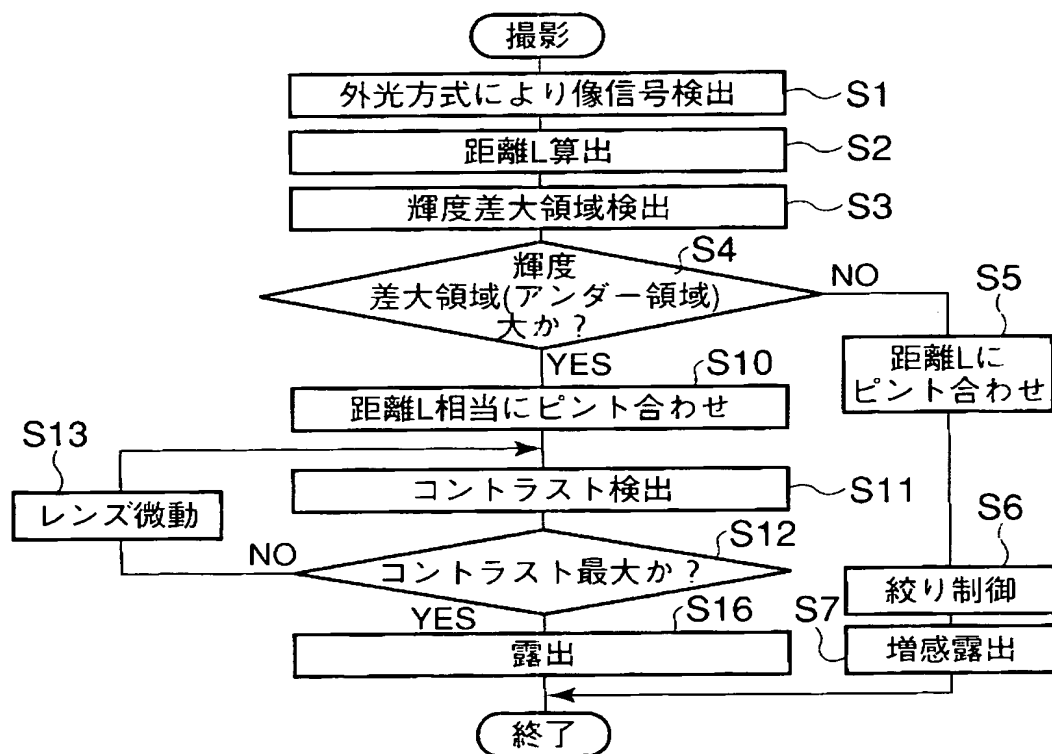 撮影
外光方式により像信号検出
S1
距離L算出
S2
輝度差大領域検出
S3
輝度
差大領域(アンダー領域)
大か?
S4
NO
YES
S5
距離Lに
ピント合わせ
S10
距離L相当にピント合わせ
S13
レンズ微動
コントラスト検出
S11
S12
コントラスト最大か?
NO
YES
S6
絞り制御
S7
増感露出
S16
露出
終了